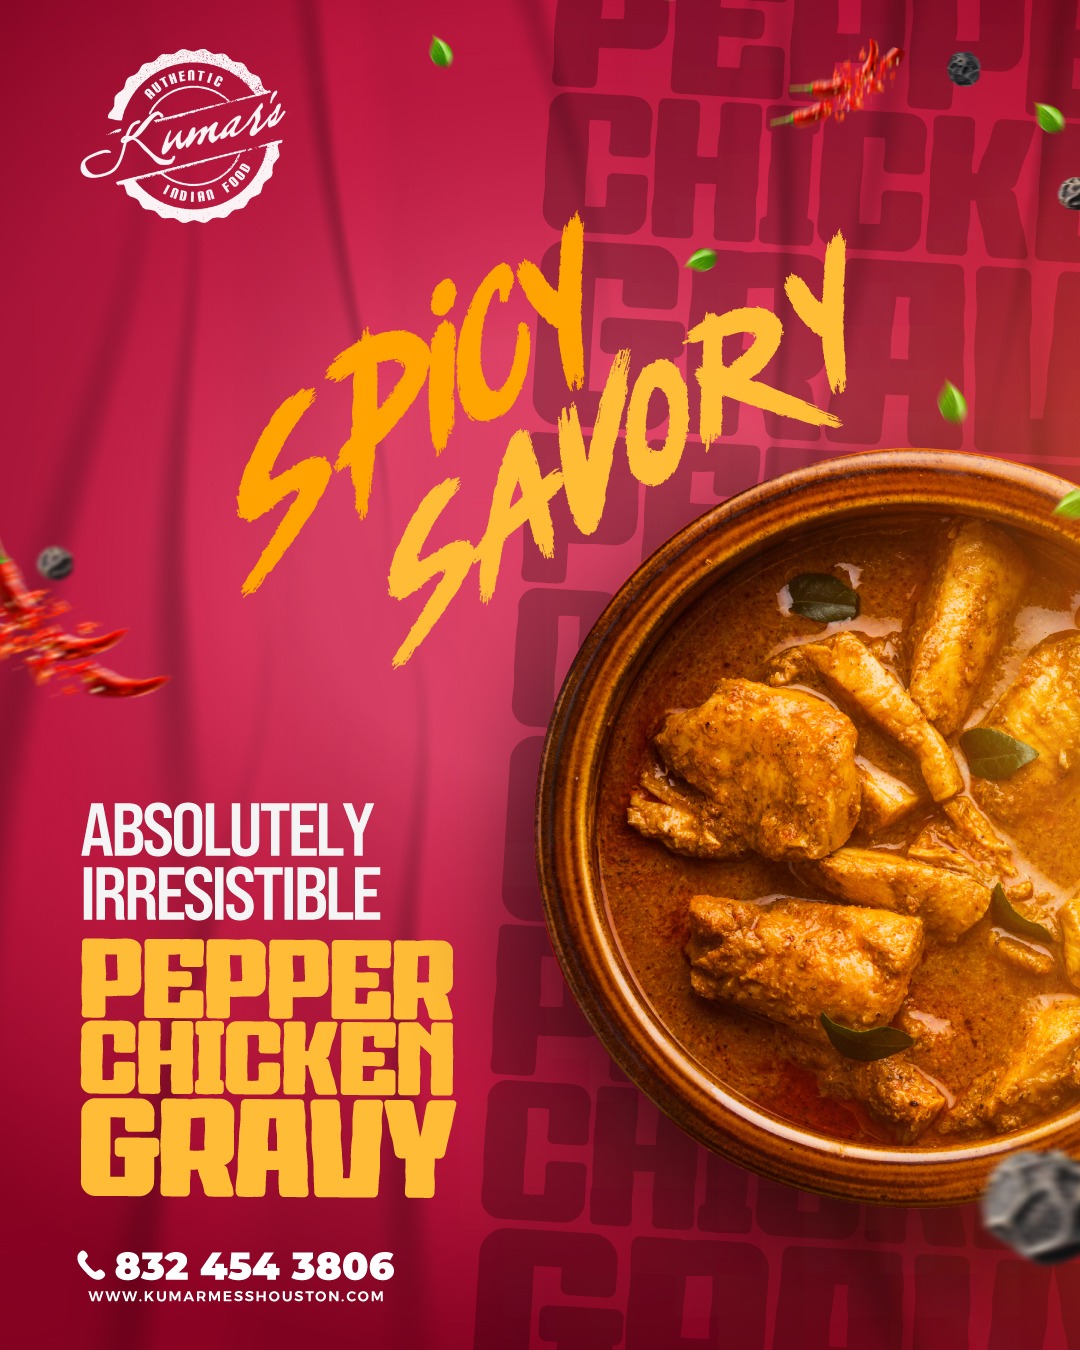 AUTHENTIC
Kumar's
INDIAN FOOD
SPICY
SAVORY
ABSOLUTELY
IRRESISTIBLE
PEPPER
CHICKEN
GRAVY
832 454 3806
WWW.KUMARMESSHOUSTON.COM